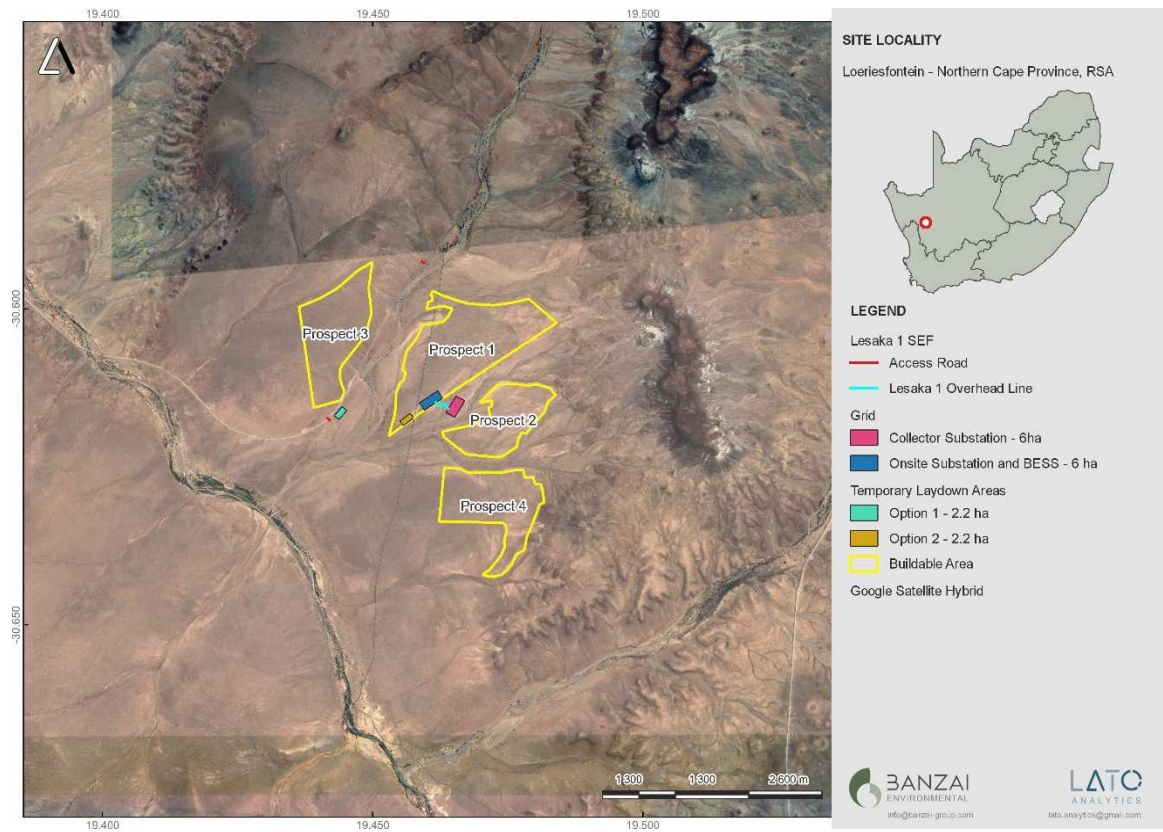 19.400 19.450 19.500
-30.600
-30.650
Prospect 3
Prospect 1
Prospect 2
Prospect 4
1 300 1 300 2 600 m
19.400 19.450 19.500
SITE LOCALITY
Loeriesfontein - Northern Cape Province, RSA
LEGEND
Lesaka 1 SEF
Access Road
Lesaka 1 Overhead Line
Grid
Collector Substation - 6ha
Onsite Substation and BESS - 6 ha
Temporary Laydown Areas
Option 1 - 2.2 ha
Option 2 - 2.2 ha
Buildable Area
Google Satellite Hybrid
BANZAI
ENVIRONMENTAL
info@banzai-group.com
LATO
ANALYTICS
lato.analytics@gmail.com